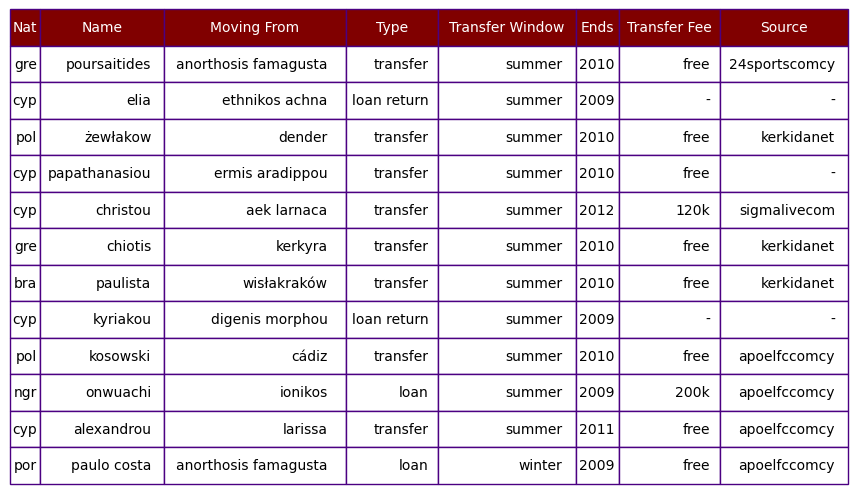 Nat Name Moving From Type Transfer Window Ends Transfer Fee Source
gre poursaitides anorthosis famagusta transfer summer 2010 free 24sportscomcy
cyp elia ethnikos achna loan return summer 2009 - -
pol żewłakow dender transfer summer 2010 free kerkidanet
cyp papathanasiou ermis aradippou transfer summer 2010 free -
cyp christou aek larnaca transfer summer 2012 120k sigmalivecom
gre chiotis kerkyra transfer summer 2010 free kerkidanet
bra paulista wisłakraków transfer summer 2010 free kerkidanet
cyp kyriakou digenis morphou loan return summer 2009 - -
pol kosowski cádiz transfer summer 2010 free apoelfccomcy
ngr onwuachi ionikos loan summer 2009 200k apoelfccomcy
cyp alexandrou larissa transfer summer 2011 free apoelfccomcy
por paulo costa anorthosis famagusta loan winter 2009 free apoelfccomcy